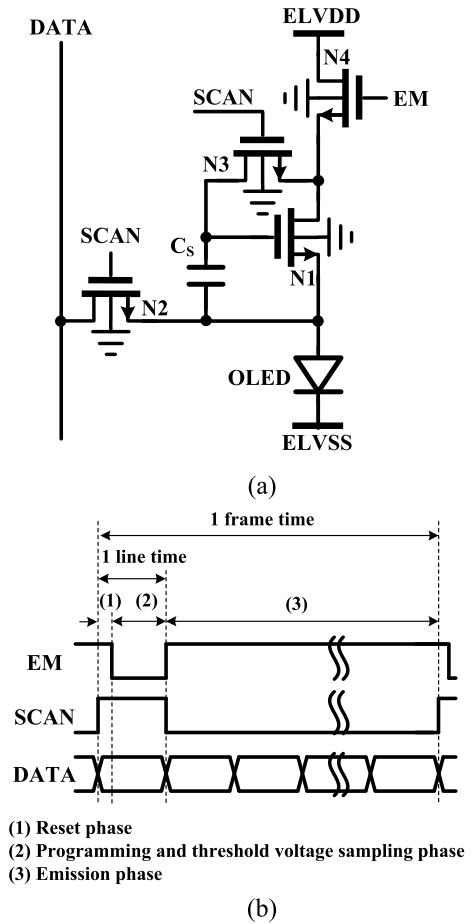 DATA
ELVDD
N4
SCAN
EM
N3
SCAN
C_S
N1
N2
OLED
ELVSS
(a)
1 frame time
1 line time
(1) (2) (3)
EM
SCAN
DATA
(1) Reset phase
(2) Programming and threshold voltage sampling phase
(3) Emission phase
(b)